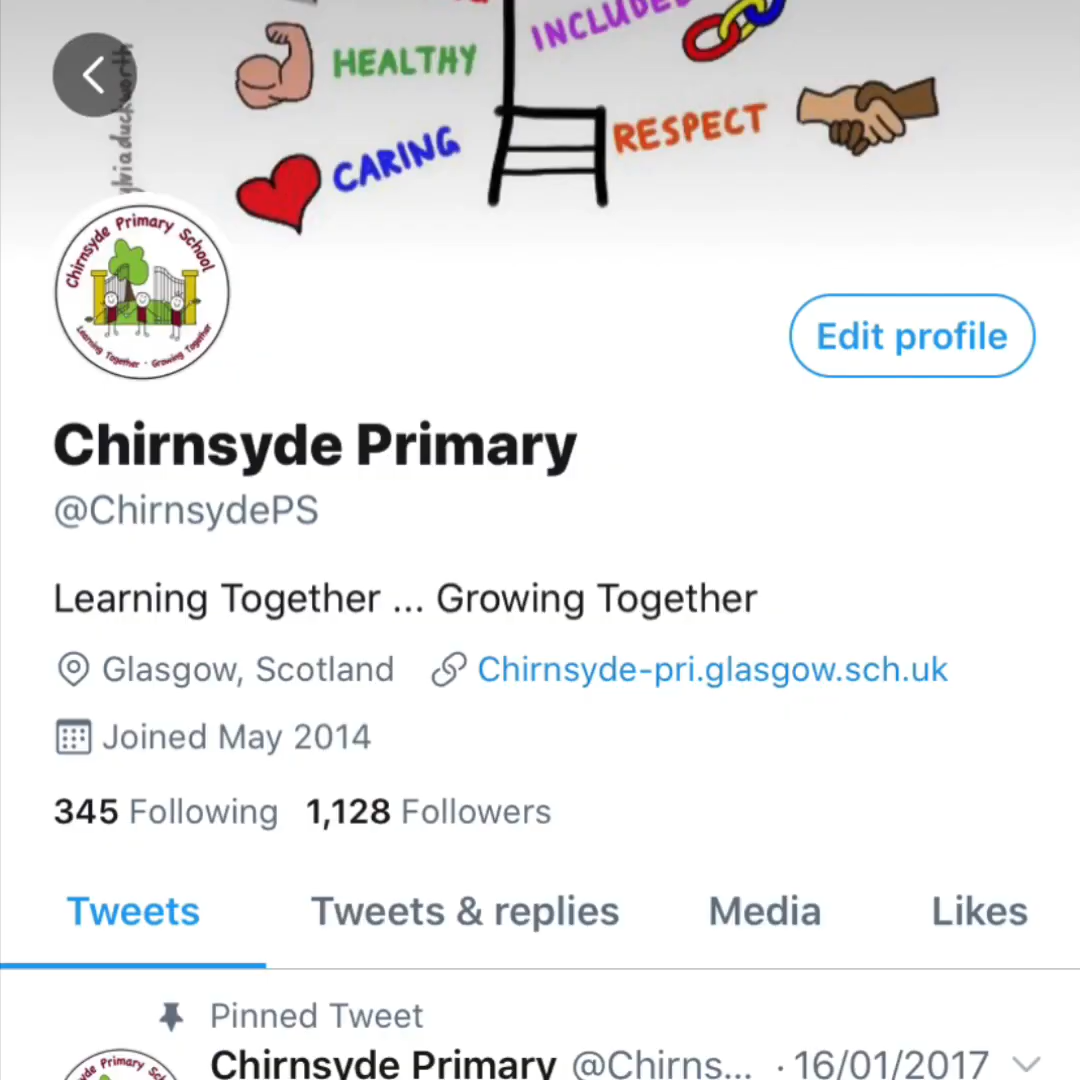 INCLUDED
HEALTHY
RESPECT
CARING
Chirnsyde Primary School
Learning Together · Growing Together
Edit profile
Chirnsyde Primary
@ChirnsydePS
Learning Together ... Growing Together
Glasgow, Scotland Chirnsyde-pri.glasgow.sch.uk
Joined May 2014
345 Following 1,128 Followers
Tweets Tweets & replies Media Likes
Pinned Tweet
Chirnsyde Primary @Chirns... · 16/01/2017